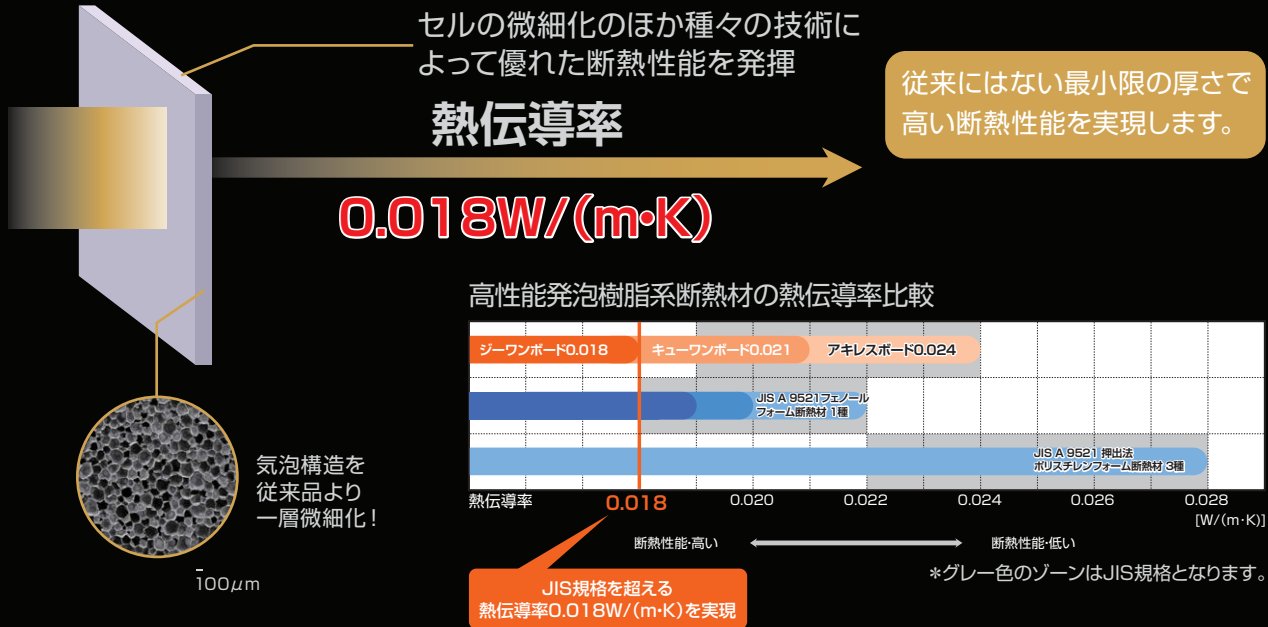 セルの微細化のほか種々の技術に
よって優れた断熱性能を発揮
熱伝導率
0.018W/(m・K)
従来にはない最小限の厚さで
高い断熱性能を実現します。
気泡構造を
従来品より
一層微細化!
100μm
高性能発泡樹脂系断熱材の熱伝導率比較
ジーワンボード0.018 キューワンボード0.021 アキレスボード0.024
JIS A 9521フェノール
フォーム断熱材 1種
JIS A 9521 押出法
ポリスチレンフォーム断熱材 3種
熱伝導率 0.018 0.020 0.022 0.024 0.026 0.028
[W/(m・K)]
断熱性能・高い 断熱性能・低い
JIS規格を超える
熱伝導率0.018W/(m・K)を実現
*グレー色のゾーンはJIS規格となります。